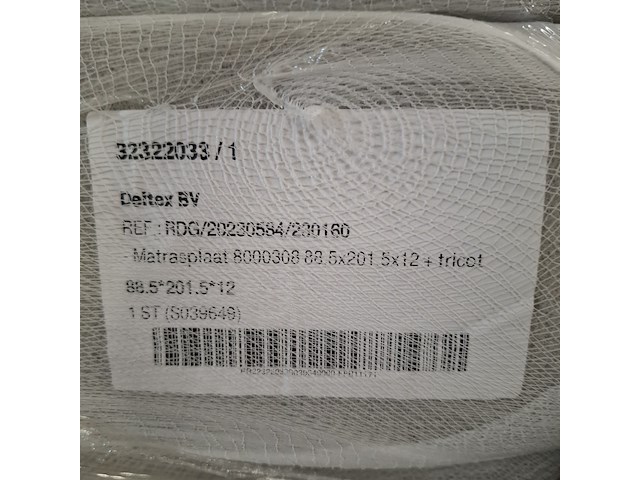 32322033 / 1
Deltex BV
REF : RDG/20230584/230160
- Matrasplaat 8000308 88.5x201.5x12 + tricot
88.5*201.5*12
1 ST (S039649)